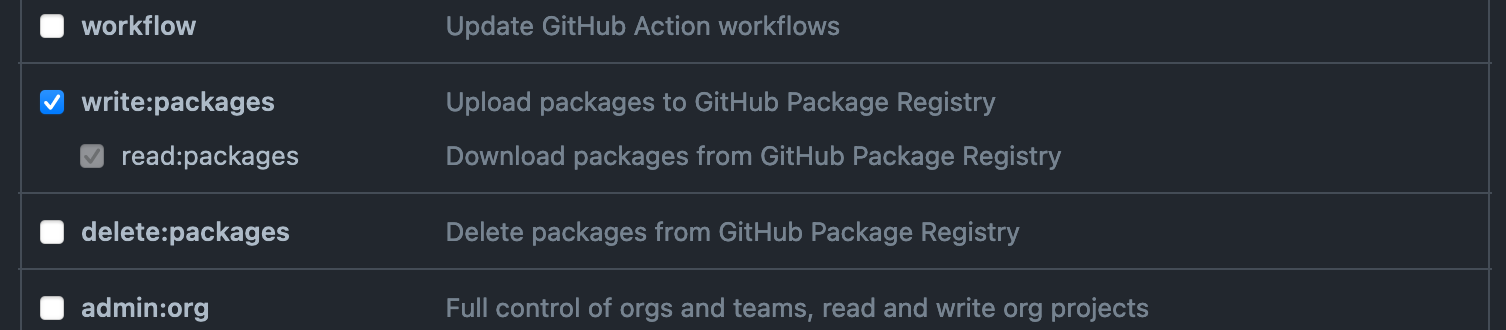 workflow Update GitHub Action workflows
write:packages Upload packages to GitHub Package Registry
read:packages Download packages from GitHub Package Registry
delete:packages Delete packages from GitHub Package Registry
admin:org Full control of orgs and teams, read and write org projects